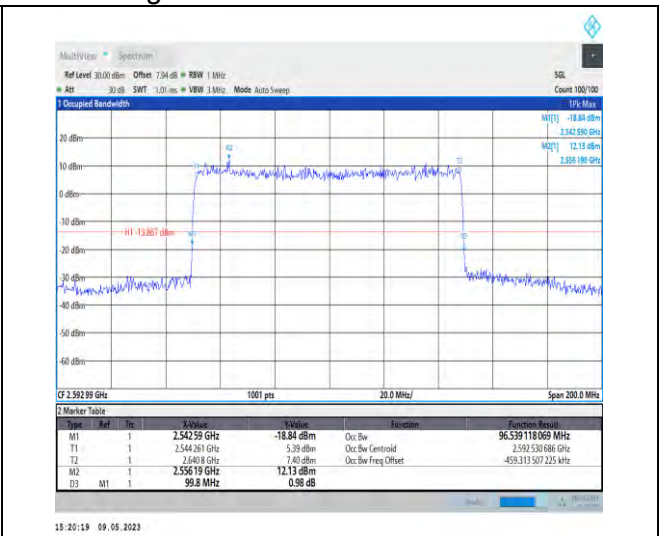 MultiView Spectrum
Ref Level 30.00 dBm Offset 7.94 dB RBW 1 MHz SGL
Att 30 dB SWT 1.01 ms VBW 3 MHz Mode Auto Sweep Count 100/100
1 Occupied Bandwidth 1Pk Max
M1[1] -18.84 dBm
2.542 590 GHz
M2[1] 12.13 dBm
2.556 190 GHz
20 dBm
M2
T1
T2
10 dBm
0 dBm
-10 dBm
H1 -13.867 dBm
M1
D3
-20 dBm
-30 dBm
-40 dBm
-50 dBm
-60 dBm
CF 2.592 99 GHz 1001 pts 20.0 MHz/ Span 200.0 MHz
2 Marker Table
Type Ref Trc X-Value Y-Value Function Function Result
M1 1 2.542 59 GHz -18.84 dBm Occ Bw 96.539 118 069 MHz
T1 1 2.544 261 GHz 5.39 dBm Occ Bw Centroid 2.592 530 686 GHz
T2 1 2.640 8 GHz 7.40 dBm Occ Bw Freq Offset -459.313 507 225 kHz
M2 1 2.556 19 GHz 12.13 dBm
D3 M1 1 99.8 MHz 0.98 dB
15:20:19 09.05.2023